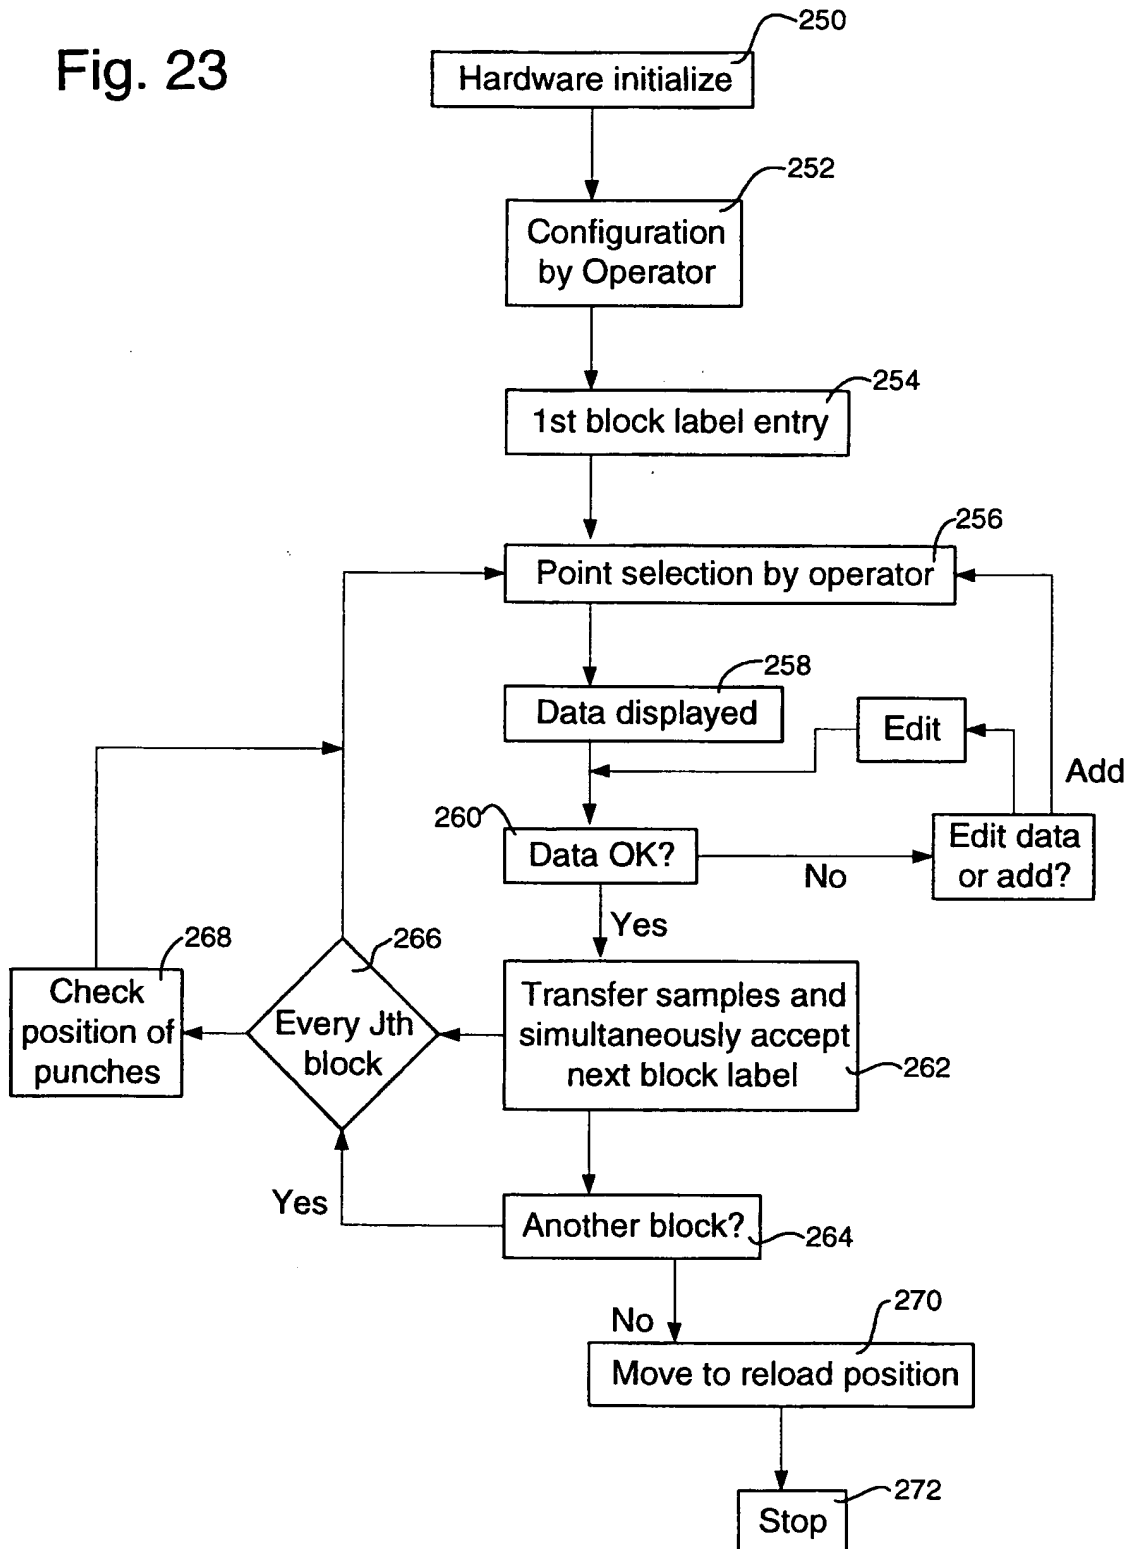 Fig. 23
250
Hardware initialize
252
Configuration
by Operator
254
1st block label entry
256
Point selection by operator
258
Data displayed
Edit
Add
260
Data OK?
No
Edit data
or add?
Yes
268
266
Check
position of
punches
Every Jth
block
Transfer samples and
simultaneously accept
next block label
262
Yes
Another block?
264
No
270
Move to reload position
272
Stop